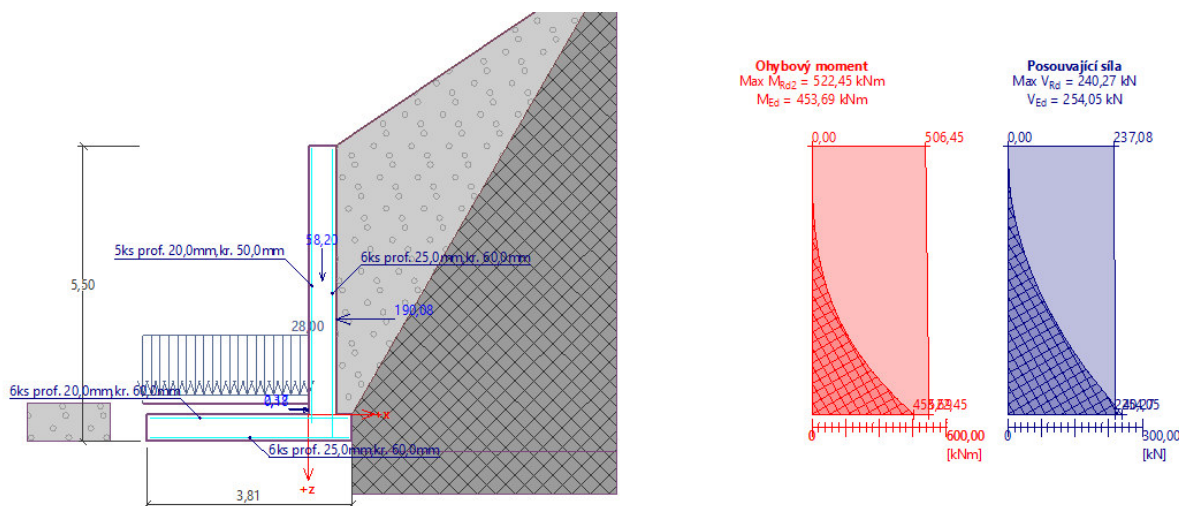 Ohybový moment
Max MRd2 = 522,45 kNm
MEd = 453,69 kNm
Posouvající síla
Max VRd = 240,27 kN
VEd = 254,05 kN
0,00
506,45
0,00
237,08
58,20
5ks prof. 20,0mm,kr. 50,0mm
6ks prof. 25,0mm,kr. 60,0mm
5,50
190,08
28,00
6ks prof. 20,0mm,kr. 60,0mm
+x
6ks prof. 25,0mm,kr. 60,0mm
0
600,00
[kNm]
0
300,00
[kN]
+z
3,81